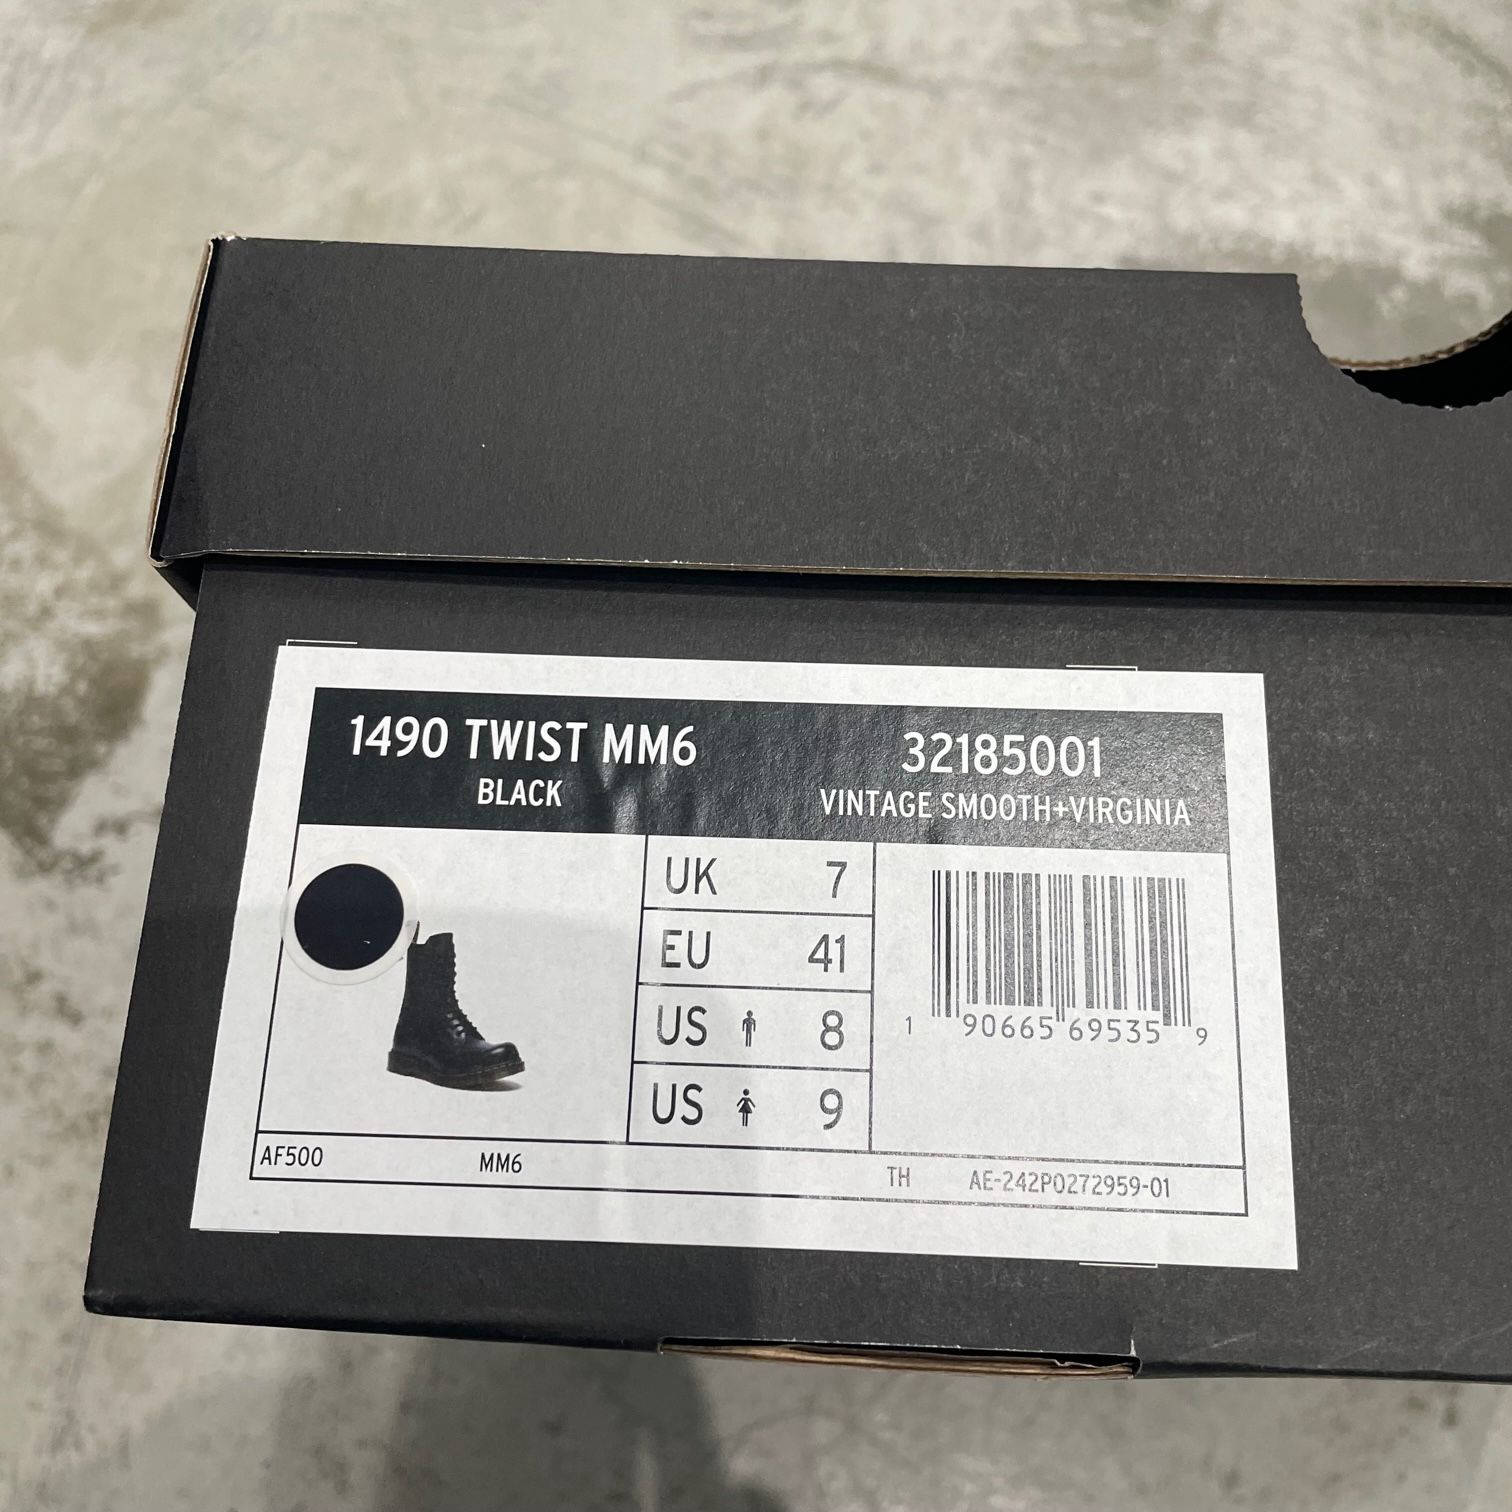 1490 TWIST MM6
BLACK
32185001
VINTAGE SMOOTH+VIRGINIA
UK 7
EU 41
US 8
US 9
1 90665 69535 9
AF500 MM6 TH AE-242P0272959-01